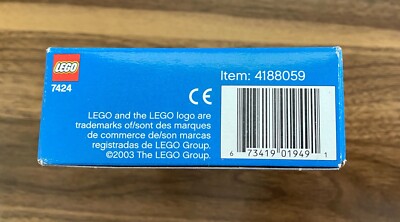 LEGO
7424
Item: 4188059
CE
LEGO and the LEGO logo are
trademarks of/sont des marques
de commerce de/son marcas
registradas de LEGO Group.
©2003 The LEGO Group.
6 73419 01949 1